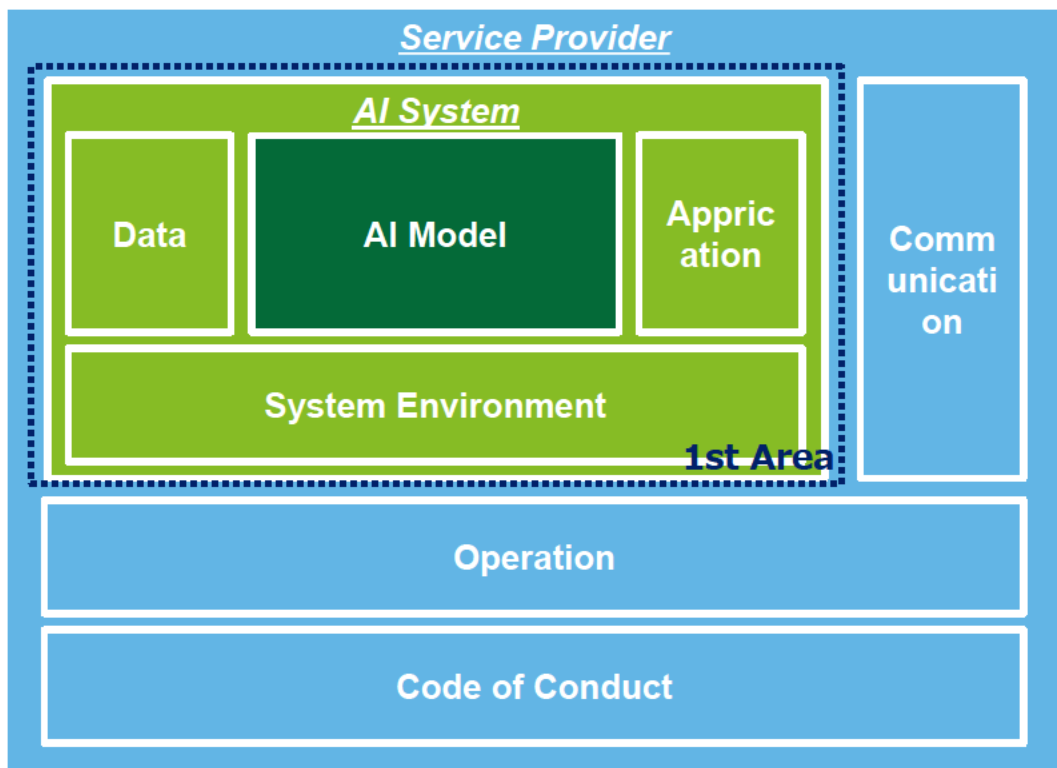 Service Provider
AI System
Data
AI Model
Appric
ation
Comm
unicati
on
System Environment
1st Area
Operation
Code of Conduct